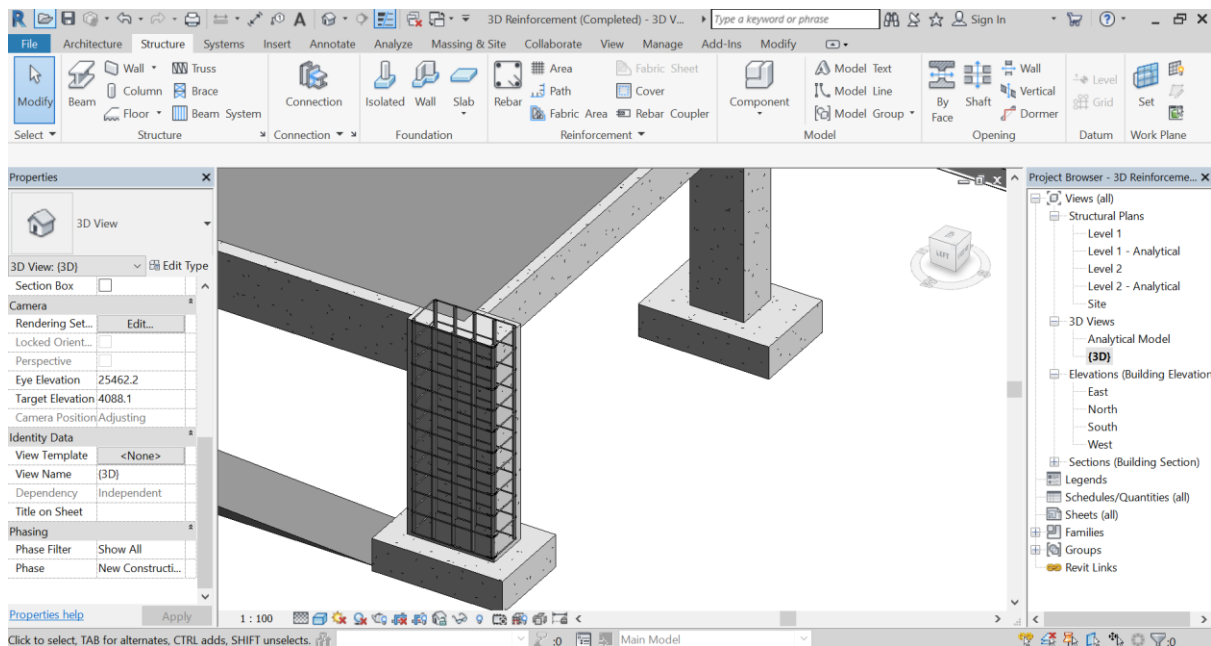 3D Reinforcement (Completed) - 3D V...
Type a keyword or phrase
Sign In
File Architecture Structure Systems Insert Annotate Analyze Massing & Site Collaborate View Manage Add-Ins Modify
Modify
Beam
Wall
Column
Floor
Truss
Brace
Beam System
Connection
Isolated
Wall
Slab
Rebar
Area
Path
Fabric Area
Fabric Sheet
Cover
Rebar Coupler
Component
Model Text
Model Line
Model Group
By Face
Shaft
Wall
Vertical
Dormer
Level
Grid
Set
Select Structure Connection Foundation Reinforcement Model Opening Datum Work Plane
Properties
3D View
3D View: {3D} Edit Type
Section Box
Camera
Rendering Set... Edit...
Locked Orient...
Perspective
Eye Elevation 25462.2
Target Elevation 4088.1
Camera Position Adjusting
Identity Data
View Template <None>
View Name {3D}
Dependency Independent
Title on Sheet
Phasing
Phase Filter Show All
Phase New Constructi...
Properties help Apply
LEFT
1 : 100
Project Browser - 3D Reinforceme...
Views (all)
Structural Plans
Level 1
Level 1 - Analytical
Level 2
Level 2 - Analytical
Site
3D Views
Analytical Model
{3D}
Elevations (Building Elevation
East
North
South
West
Sections (Building Section)
Legends
Schedules/Quantities (all)
Sheets (all)
Families
Groups
Revit Links
Click to select, TAB for alternates, CTRL adds, SHIFT unselects.
:0
Main Model
:0